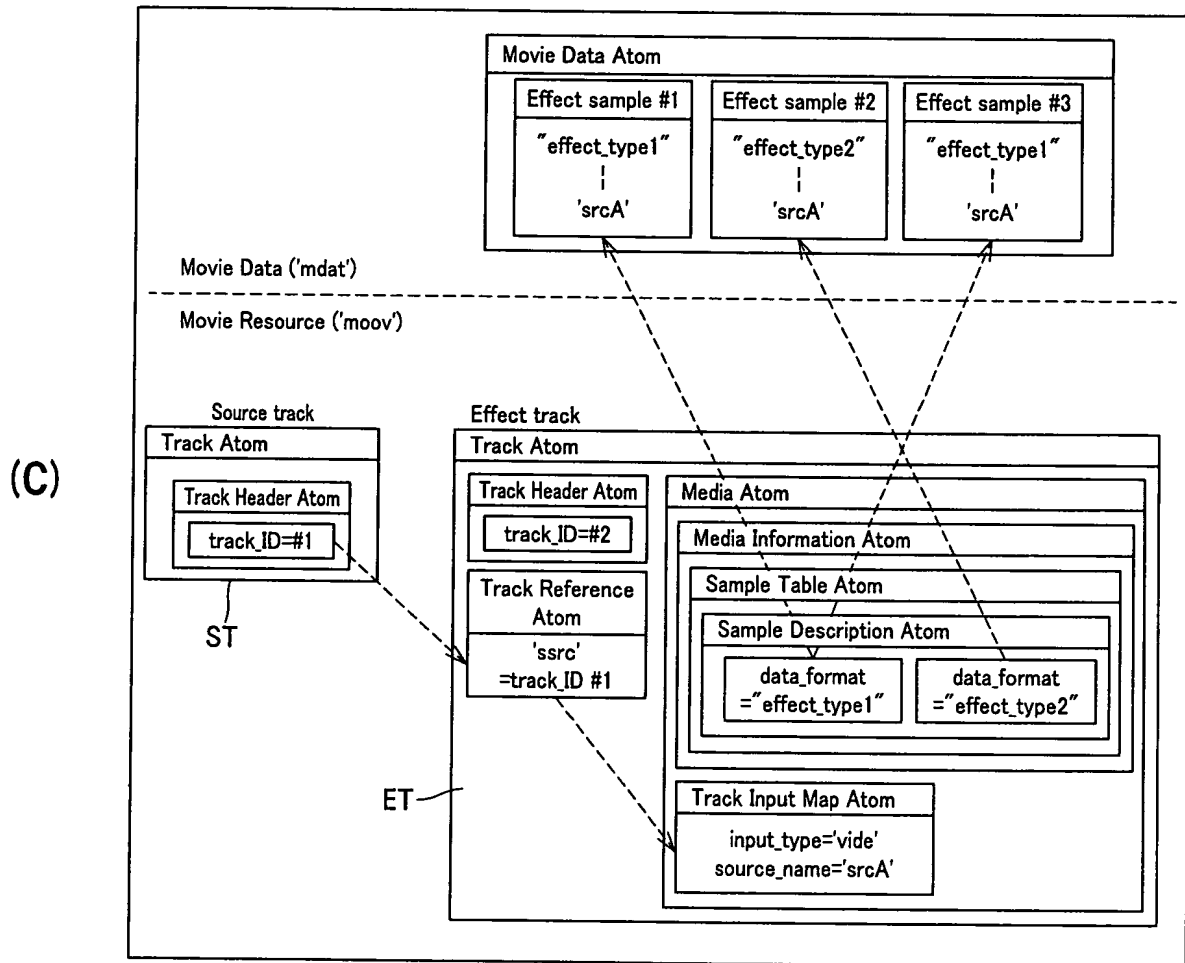 Movie Data Atom
Effect sample #1
Effect sample #2
Effect sample #3
"effect_type1"
"effect_type2"
"effect_type1"
'srcA'
'srcA'
'srcA'
Movie Data ('mdat')
Movie Resource ('moov')
(C)
Source track
Track Atom
Track Header Atom
track_ID=#1
ST
Effect track
Track Atom
Track Header Atom
track_ID=#2
Track Reference
Atom
'ssrc'
=track_ID #1
ET
Media Atom
Media Information Atom
Sample Table Atom
Sample Description Atom
data_format
="effect_type1"
data_format
="effect_type2"
Track Input Map Atom
input_type='vide'
source_name='srcA'